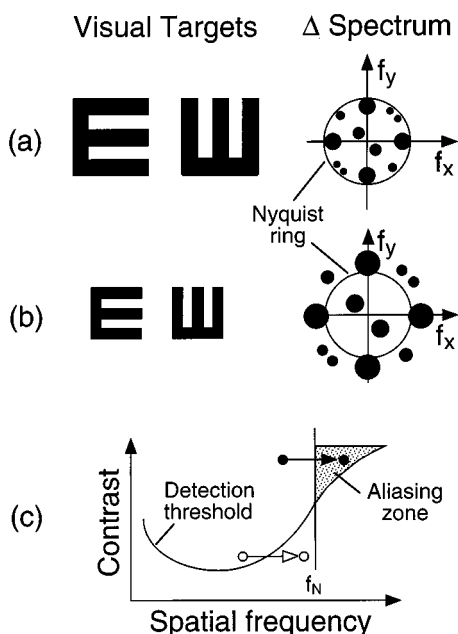 Visual Targets
Δ Spectrum
(a)
f_y
f_x
Nyquist ring
(b)
f_y
f_x
(c)
Contrast
Detection threshold
Aliasing zone
f_N
Spatial frequency